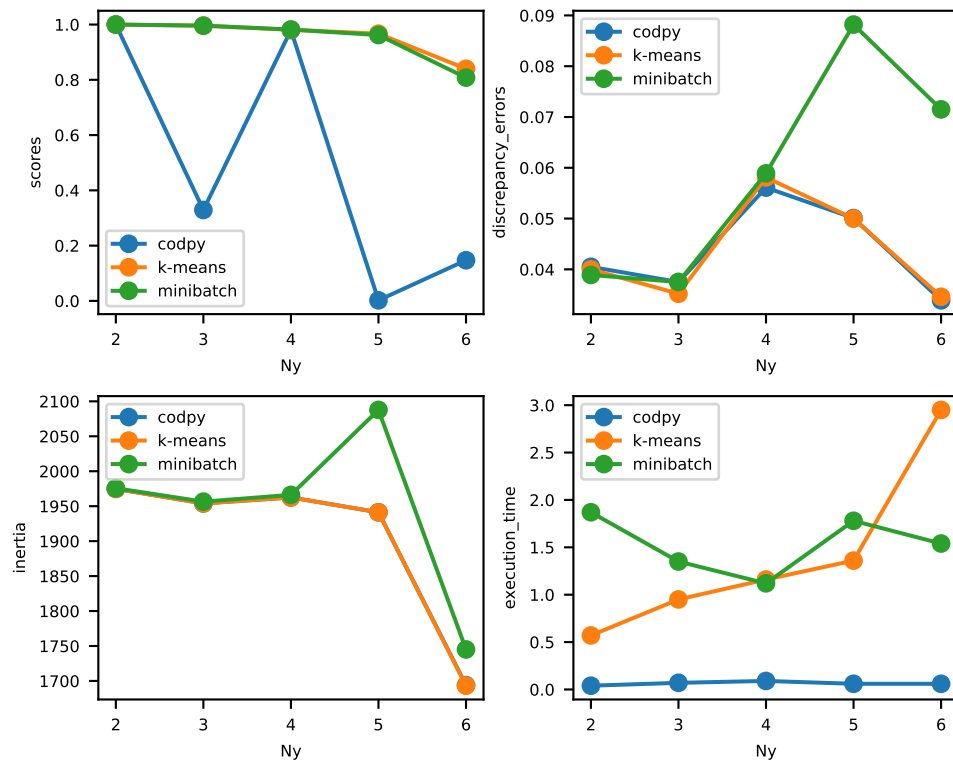 1.0
0.8
0.6
0.4
0.2
0.0
scores
codpy
k-means
minibatch
2 3 4 5 6
Ny
0.09
0.08
0.07
0.06
0.05
0.04
discrepancy_errors
codpy
k-means
minibatch
2 3 4 5 6
Ny
2100
2050
2000
1950
1900
1850
1800
1750
1700
inertia
codpy
k-means
minibatch
2 3 4 5 6
Ny
3.0
2.5
2.0
1.5
1.0
0.5
0.0
execution_time
codpy
k-means
minibatch
2 3 4 5 6
Ny